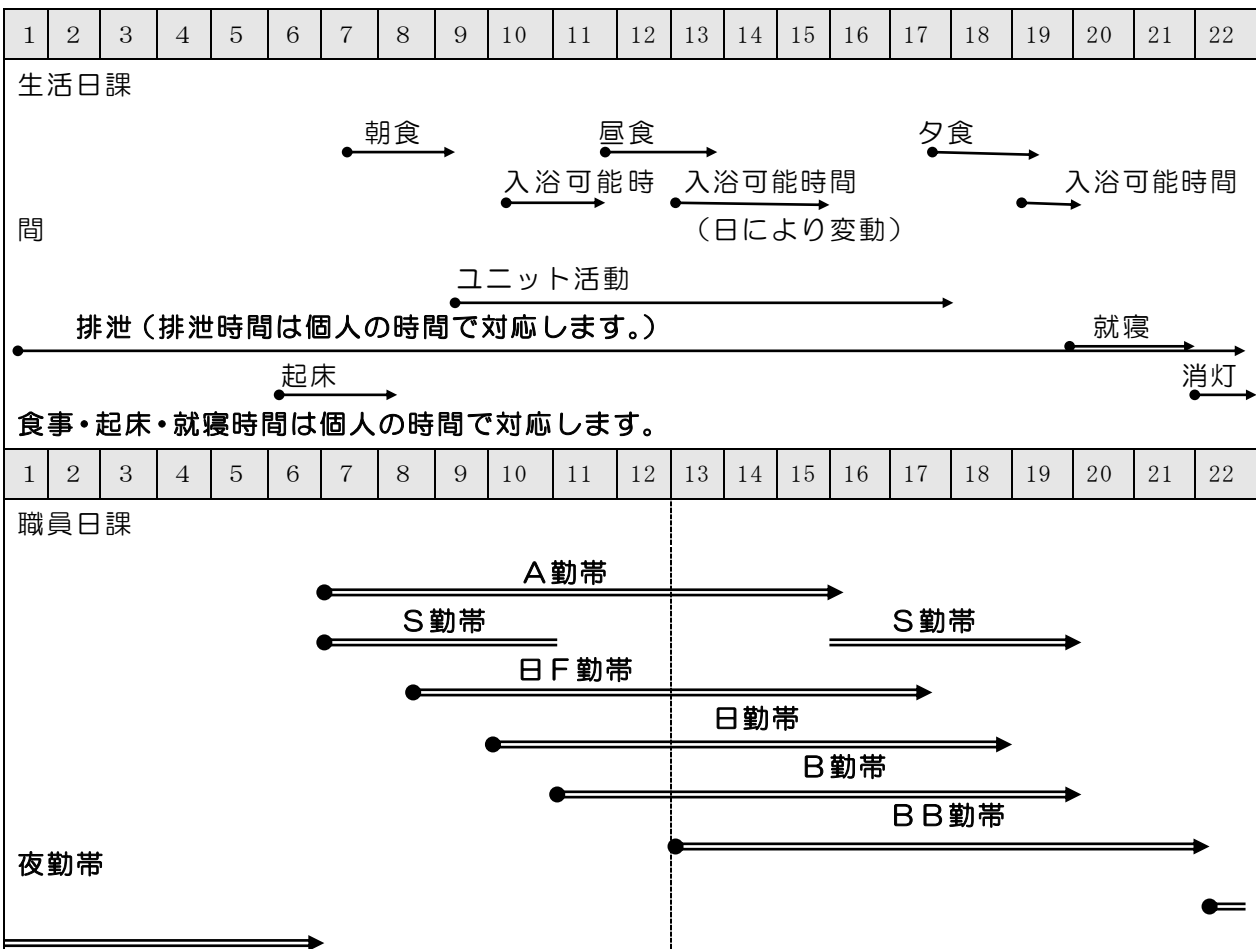 1 2 3 4 5 6 7 8 9 10 11 12 13 14 15 16 17 18 19 20 21 22
生活日課
朝食 昼食 夕食
入浴可能時 入浴可能時間 入浴可能時間
間 （日により変動）
ユニット活動
排泄（排泄時間は個人の時間で対応します。） 就寝
起床 消灯
食事・起床・就寝時間は個人の時間で対応します。
1 2 3 4 5 6 7 8 9 10 11 12 13 14 15 16 17 18 19 20 21 22
職員日課
Ａ勤帯
Ｓ勤帯 Ｓ勤帯
日Ｆ勤帯
日勤帯
Ｂ勤帯
ＢＢ勤帯
夜勤帯